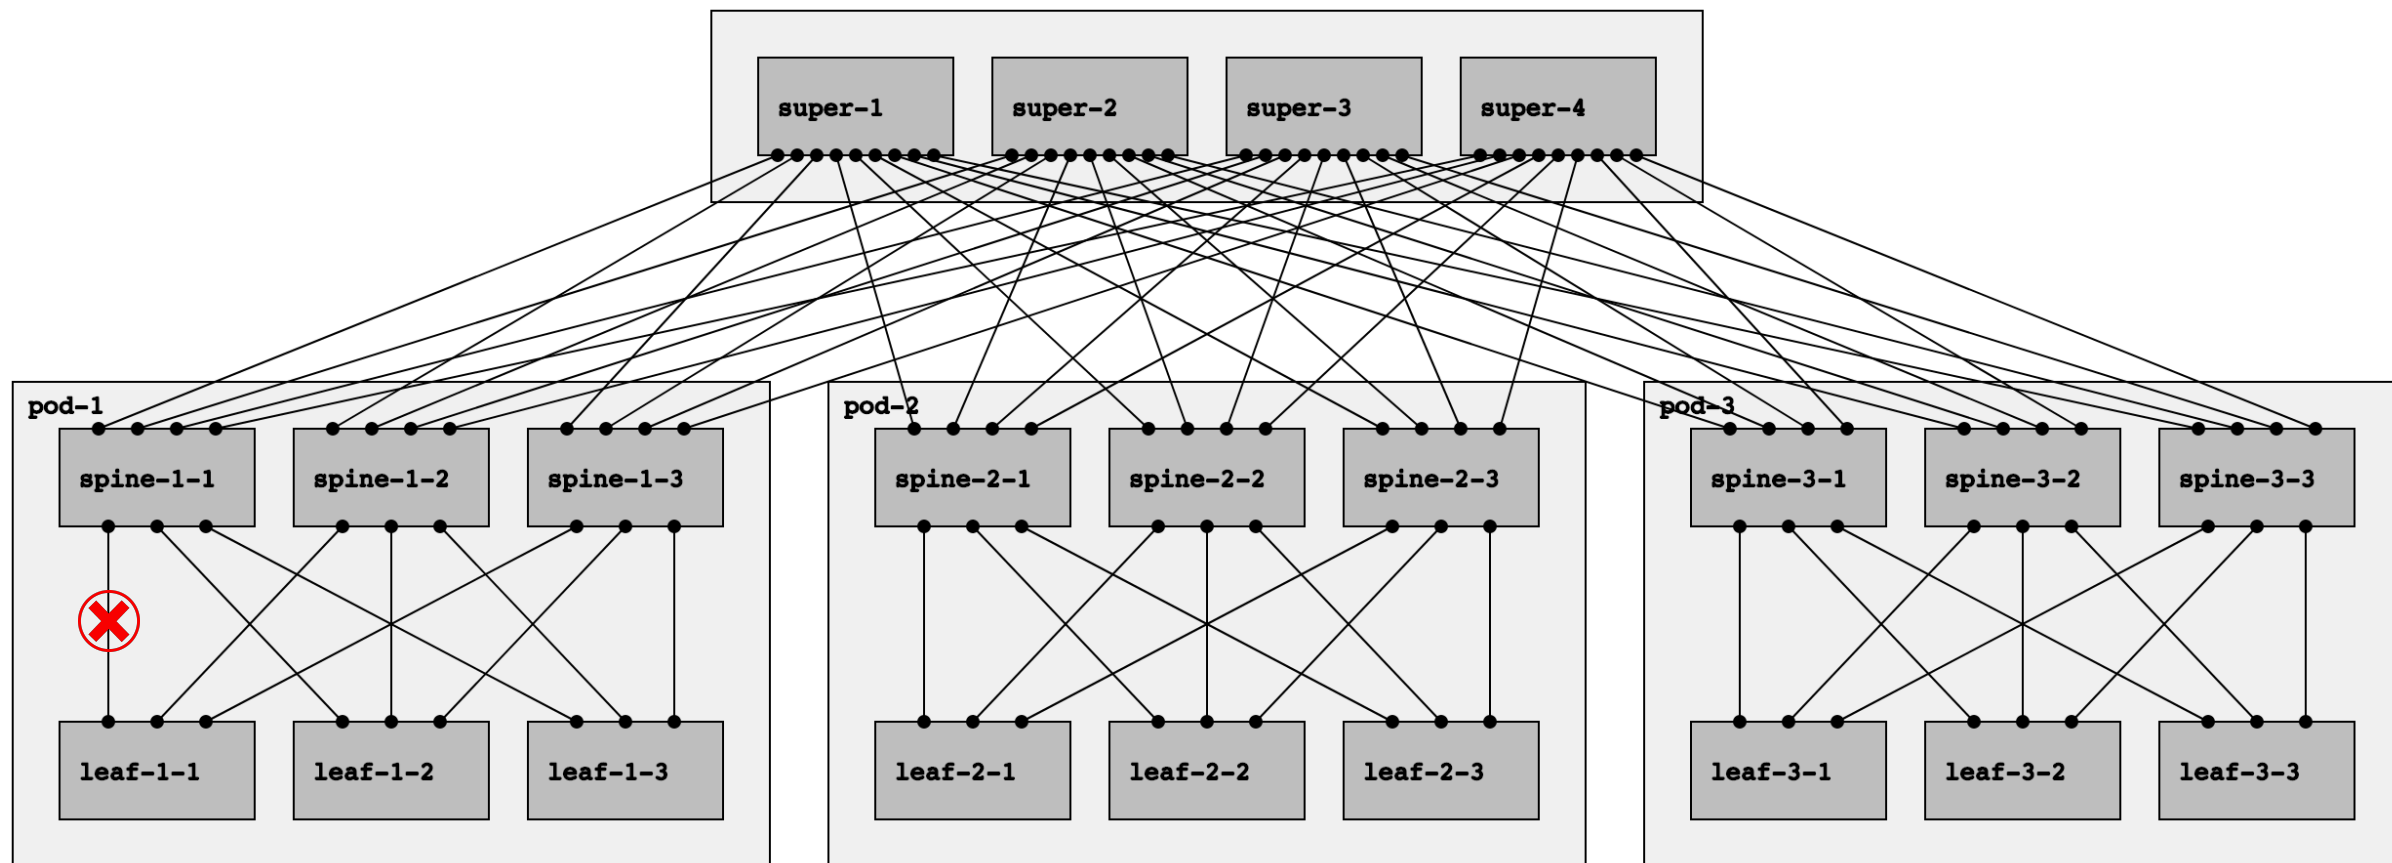 super-1
super-2
super-3
super-4
pod-1
pod-2
pod-3
spine-1-1
spine-1-2
spine-1-3
spine-2-1
spine-2-2
spine-2-3
spine-3-1
spine-3-2
spine-3-3
leaf-1-1
leaf-1-2
leaf-1-3
leaf-2-1
leaf-2-2
leaf-2-3
leaf-3-1
leaf-3-2
leaf-3-3